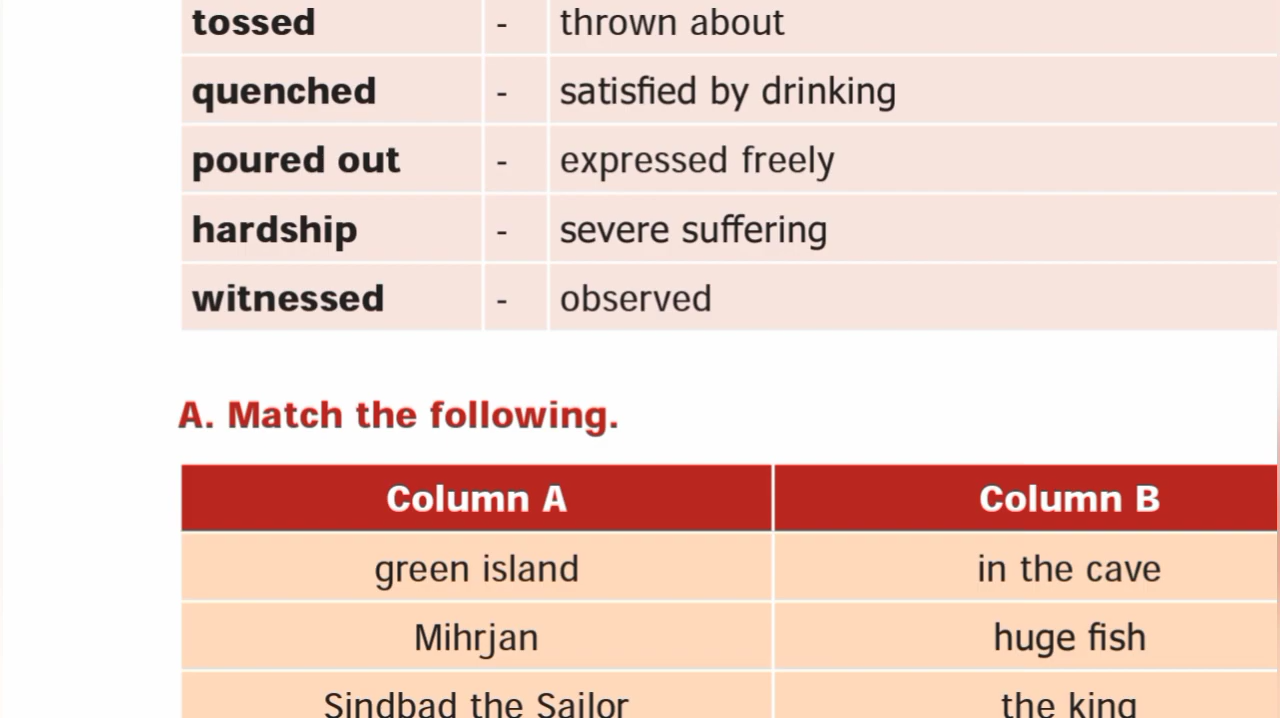 tossed - thrown about
quenched - satisfied by drinking
poured out - expressed freely
hardship - severe suffering
witnessed - observed
A. Match the following.
Column A Column B
green island in the cave
Mihrjan huge fish
Sindbad the Sailor the king